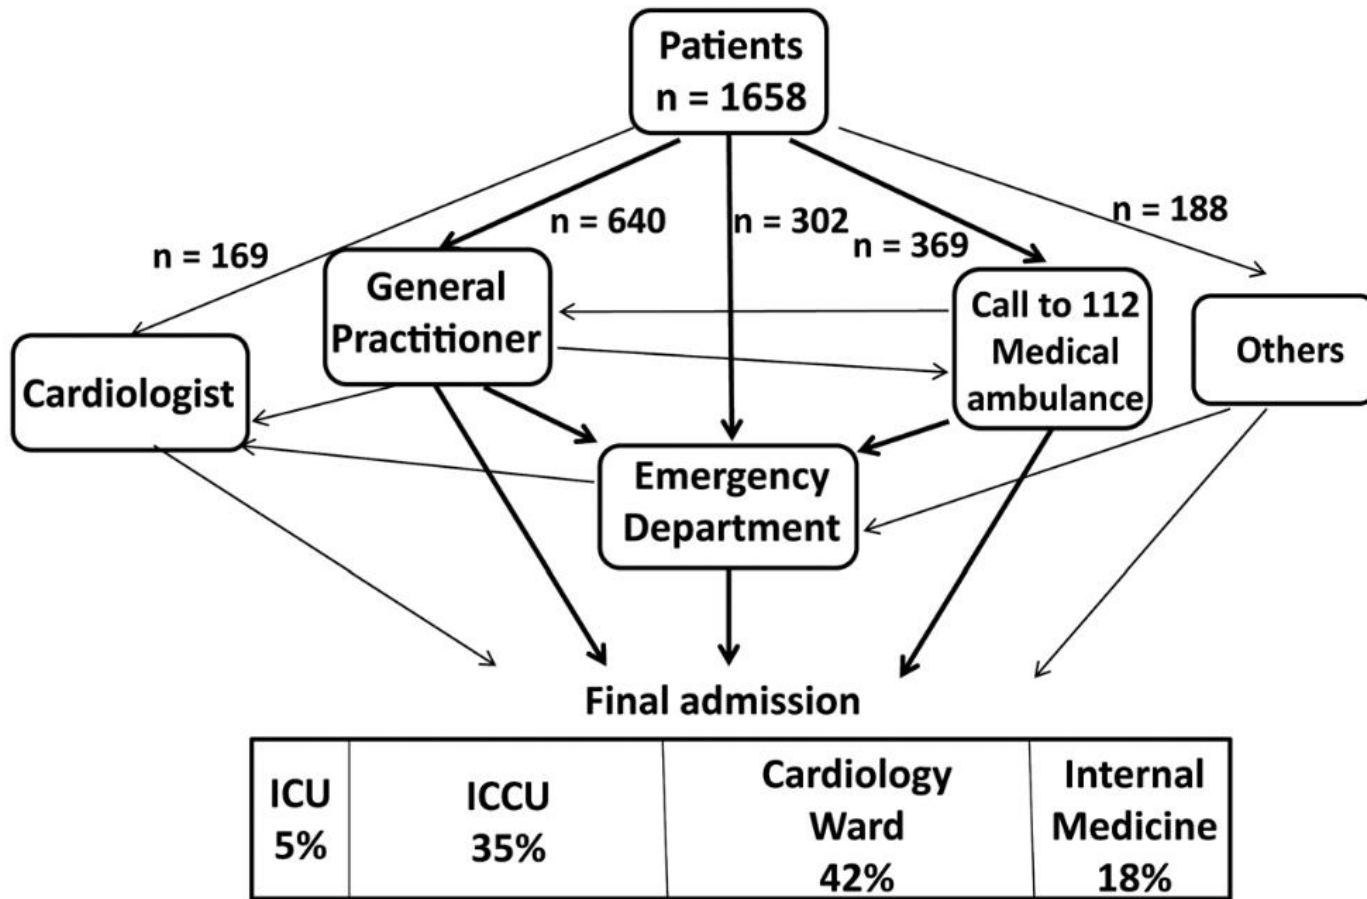 Patients
n = 1658
n = 169
n = 640
n = 302
n = 369
n = 188
Cardiologist
General
Practitioner
Call to 112
Medical
ambulance
Others
Emergency
Department
Final admission
ICU
5%
ICCU
35%
Cardiology
Ward
42%
Internal
Medicine
18%